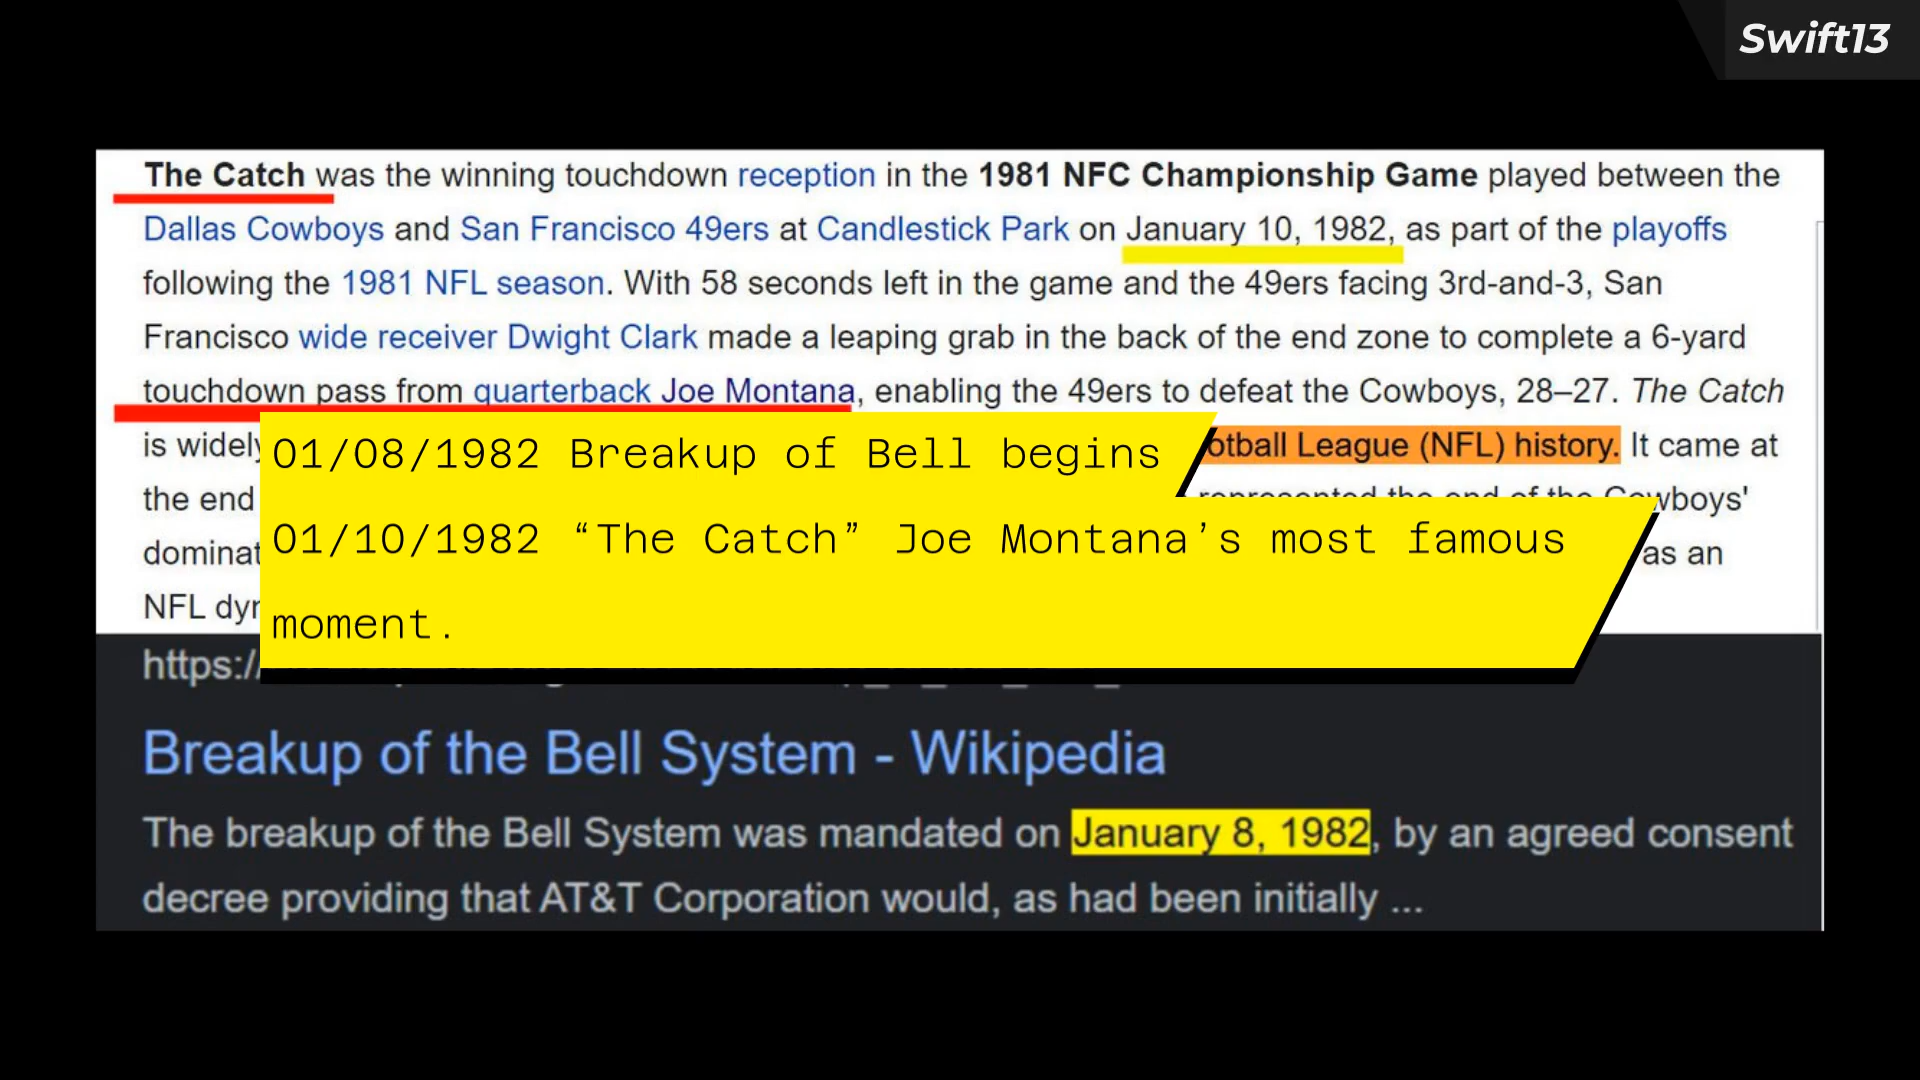 Swift13
The Catch was the winning touchdown reception in the 1981 NFC Championship Game played between the
Dallas Cowboys and San Francisco 49ers at Candlestick Park on January 10, 1982, as part of the playoffs
following the 1981 NFL season. With 58 seconds left in the game and the 49ers facing 3rd-and-3, San
Francisco wide receiver Dwight Clark made a leaping grab in the back of the end zone to complete a 6-yard
touchdown pass from quarterback Joe Montana, enabling the 49ers to defeat the Cowboys, 28–27. The Catch
is League (NFL) history. It came at
01/08/1982 Breakup of Bell begins
the end represented the end of the Cowboys'
01/10/1982 “The Catch” Joe Montana’s most famous
as an
NFL
moment.
https://
Breakup of the Bell System - Wikipedia
The breakup of the Bell System was mandated on January 8, 1982, by an agreed consent
decree providing that AT&T Corporation would, as had been initially ...